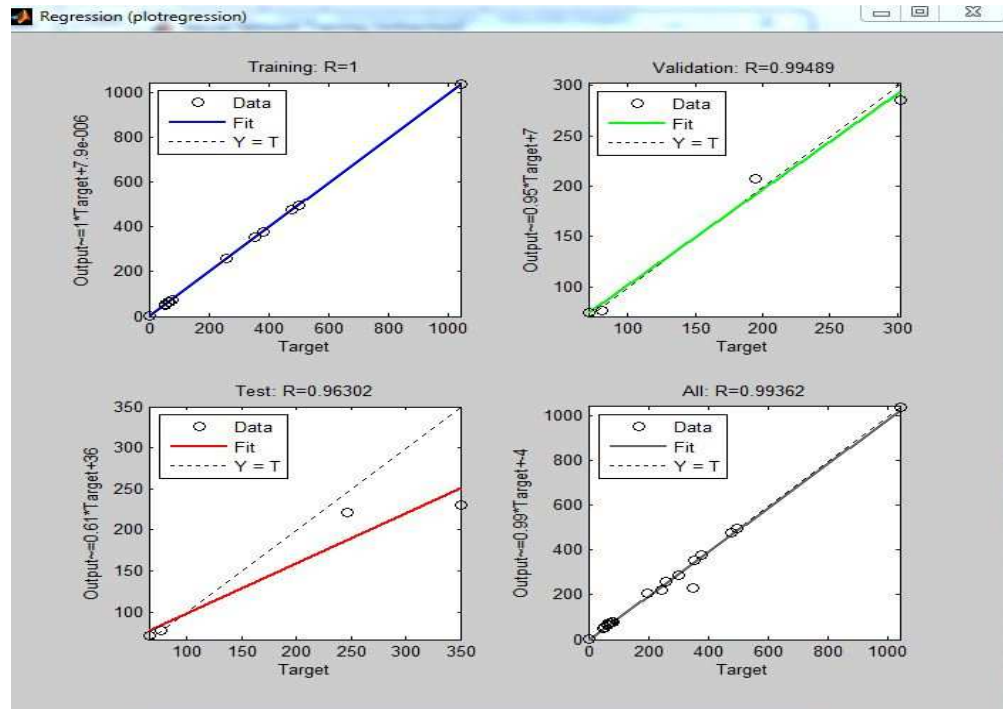 Regression (plotregression)
Training: R=1
Output~=1*Target+7.9e-006
1000
800
600
400
200
0
Data
Fit
Y = T
0 200 400 600 800 1000
Target
Validation: R=0.99489
Output~=0.95*Target+7
300
250
200
150
100
Data
Fit
Y = T
100 150 200 250 300
Target
Test: R=0.96302
Output~=0.61*Target+36
350
300
250
200
150
100
Data
Fit
Y = T
100 150 200 250 300 350
Target
All: R=0.99362
Output~=0.99*Target+-4
1000
800
600
400
200
0
Data
Fit
Y = T
0 200 400 600 800 1000
Target